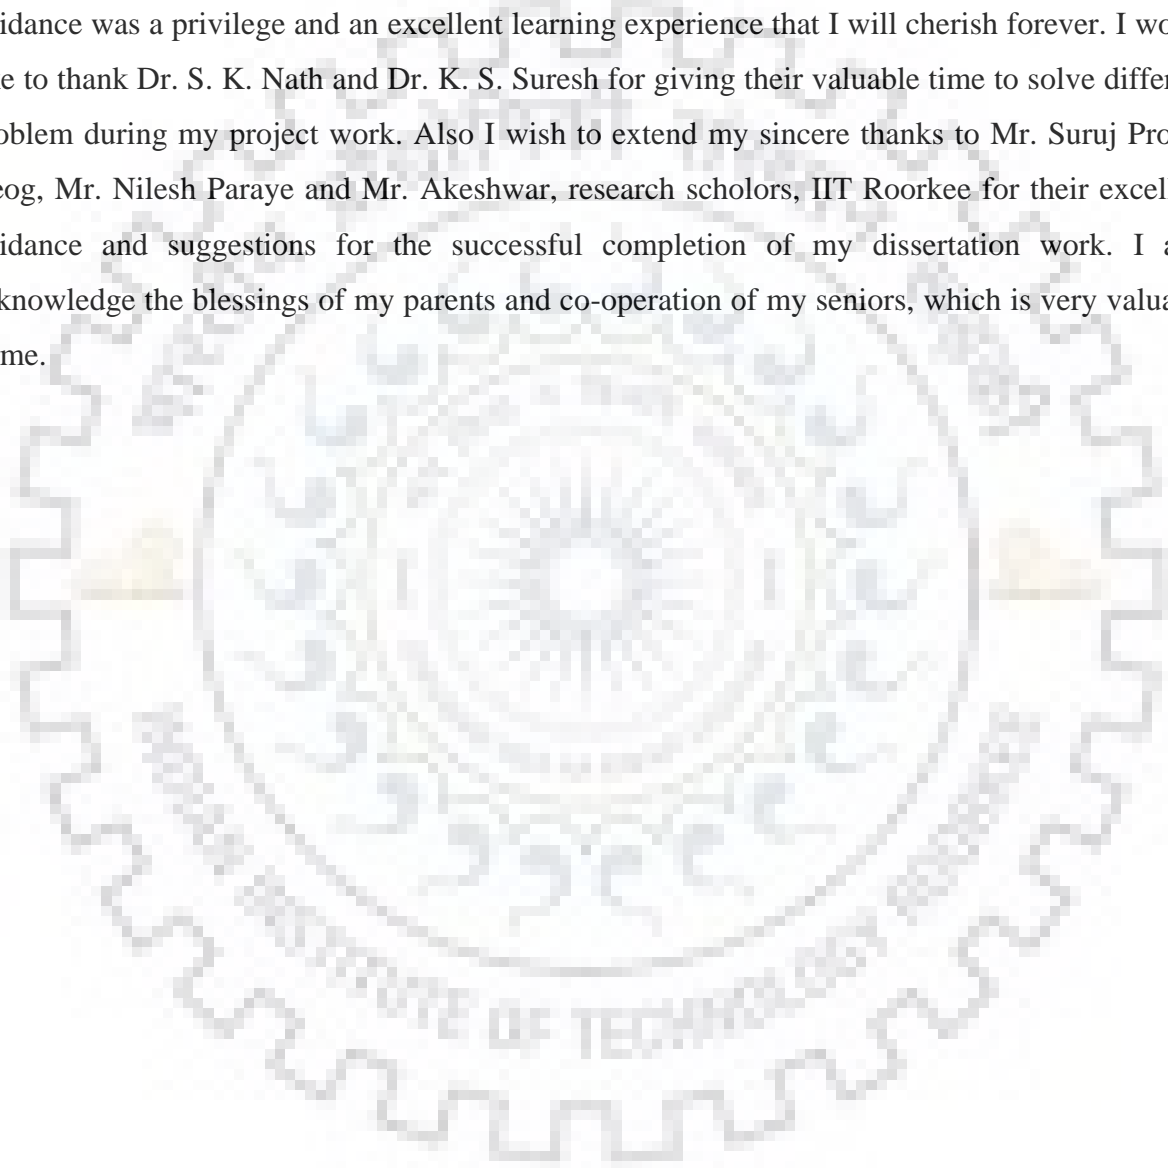 idance was a privilege and an excellent learning experience that I will cherish forever. I wo
e to thank Dr. S. K. Nath and Dr. K. S. Suresh for giving their valuable time to solve differ
oblem during my project work. Also I wish to extend my sincere thanks to Mr. Suruj Pro
eog, Mr. Nilesh Paraye and Mr. Akeshwar, research scholors, IIT Roorkee for their excell
idance and suggestions for the successful completion of my dissertation work. I a
knowledge the blessings of my parents and co-operation of my seniors, which is very valua
me.
INSTITUTE OF TECHNOLOGY ROORKEE